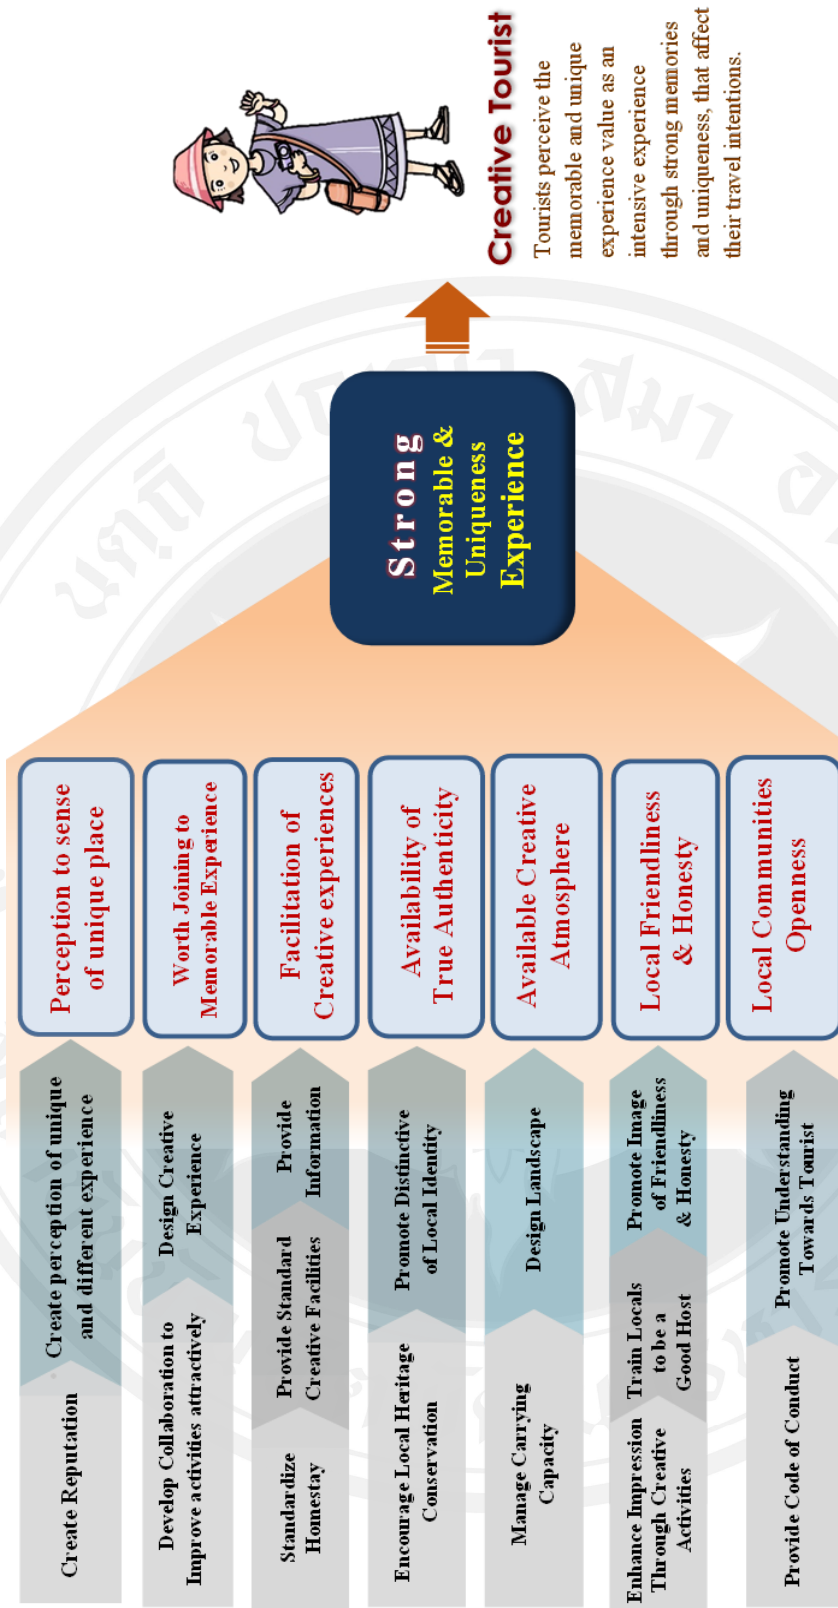 Create Reputation
Create perception of unique
and different experience
Perception to sense
of unique place
Develop Collaboration to
Improve activities attractively
Design Creative
Experience
Worth Joining to
Memorable Experience
Standardize
Homestay
Provide Standard
Creative Facilities
Provide
Information
Facilitation of
Creative experiences
Encourage Local Heritage
Conservation
Promote Distinctive
of Local Identity
Availability of
True Authenticity
Manage Carrying
Capacity
Design Landscape
Available Creative
Atmosphere
Enhance Impression
Through Creative
Activities
Train Locals
to be a
Good Host
Promote Image
of Friendliness
& Honesty
Local Friendliness
& Honesty
Provide Code of Conduct
Promote Understanding
Towards Tourist
Local Communities
Openness
Strong
Memorable &
Uniqueness
Experience
Creative Tourist
Tourists perceive the
memorable and unique
experience value as an
intensive experience
through strong memories
and uniqueness, that affect
their travel intentions.